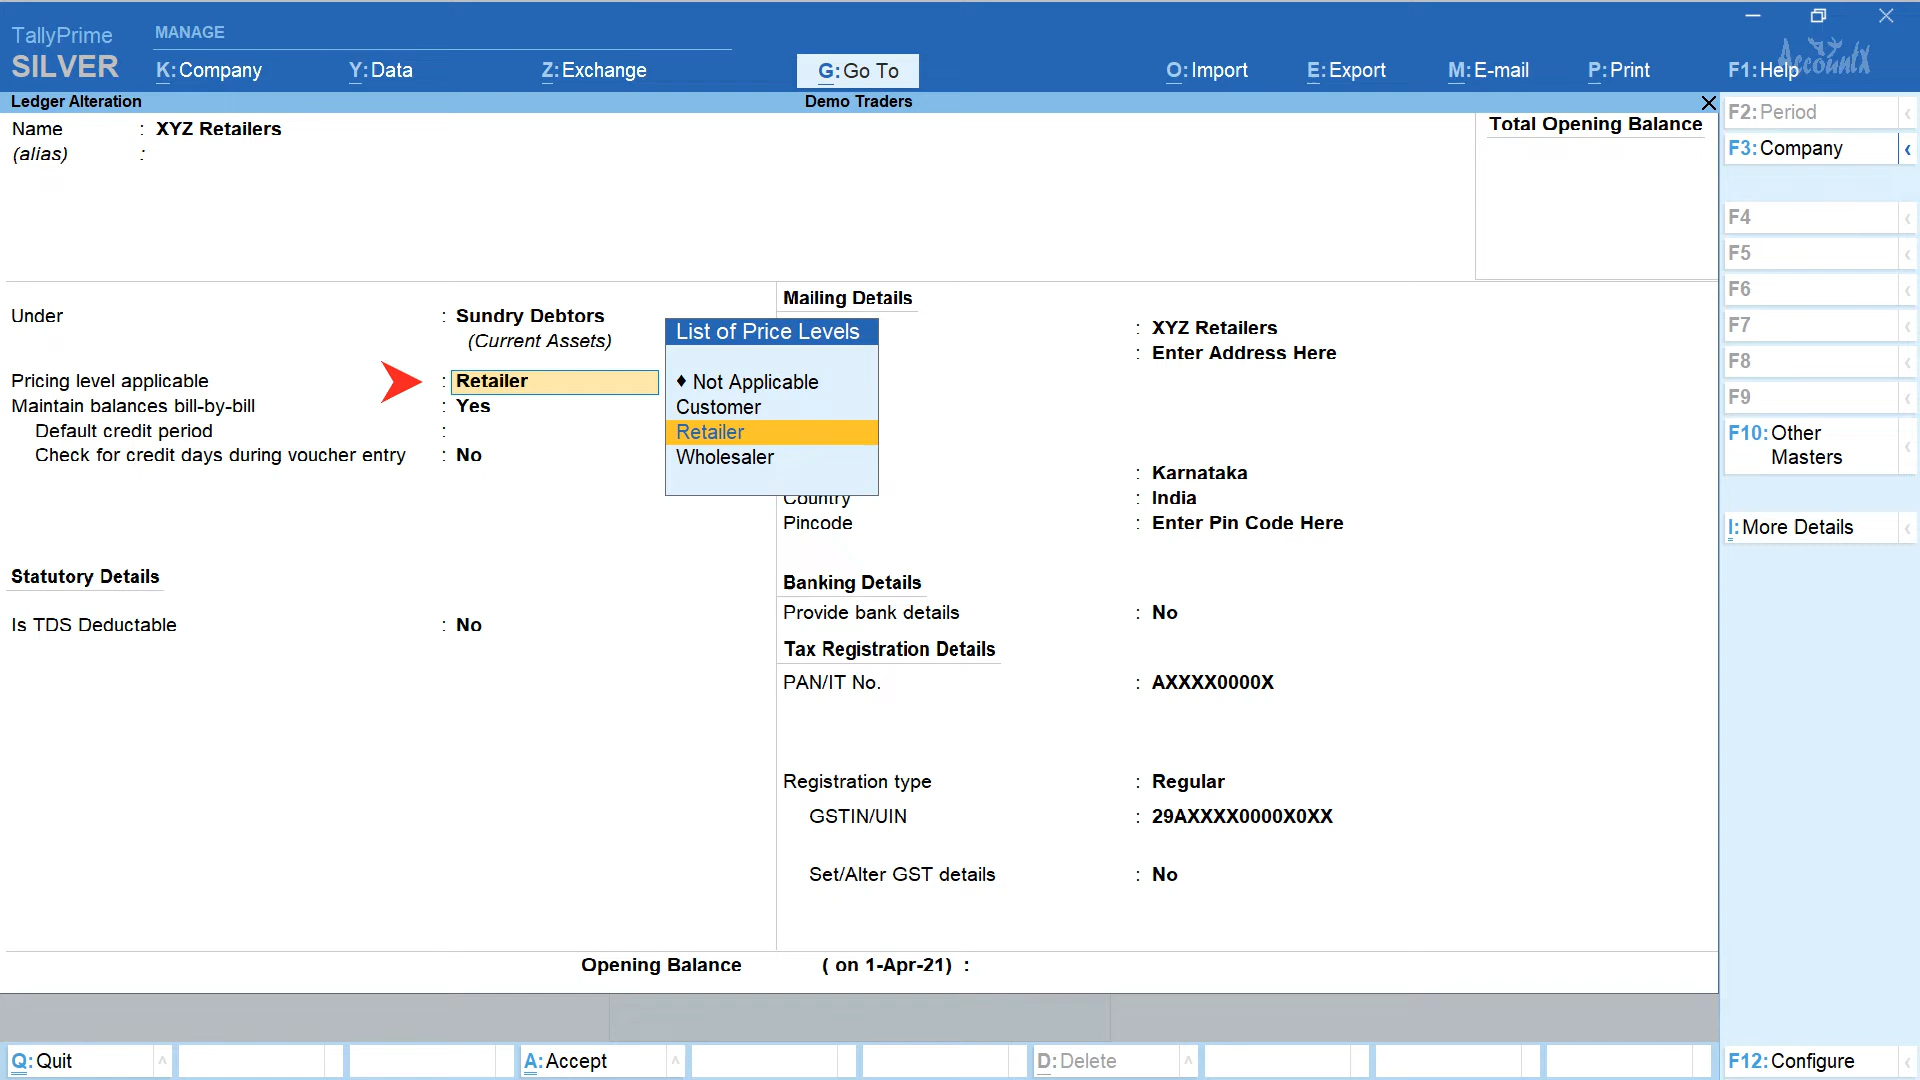 TallyPrime
SILVER
MANAGE
K:Company
Y:Data
Z:Exchange
G:Go To
O:Import
E:Export
M:E-mail
P:Print
F1:Help
AccountX
Ledger Alteration
Demo Traders
Name : XYZ Retailers
(alias) :
Total Opening Balance
Under : Sundry Debtors
(Current Assets)
Pricing level applicable : Retailer
Maintain balances bill-by-bill : Yes
Default credit period :
Check for credit days during voucher entry : No
List of Price Levels
♦ Not Applicable
Customer
Retailer
Wholesaler
Statutory Details
Is TDS Deductable : No
Mailing Details
: XYZ Retailers
: Enter Address Here
: Karnataka
Country : India
Pincode : Enter Pin Code Here
Banking Details
Provide bank details : No
Tax Registration Details
PAN/IT No. : AXXXX0000X
Registration type : Regular
GSTIN/UIN : 29AXXXX0000X0XX
Set/Alter GST details : No
Opening Balance ( on 1-Apr-21) :
F2:Period
F3:Company
F4
F5
F6
F7
F8
F9
F10:Other
Masters
I:More Details
Q:Quit
A:Accept
D:Delete
F12:Configure